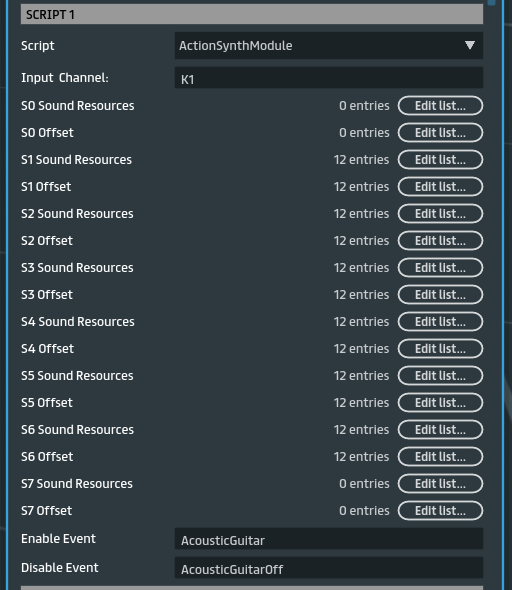 SCRIPT 1
Script ActionSynthModule
Input Channel: K1
S0 Sound Resources 0 entries Edit list...
S0 Offset 0 entries Edit list...
S1 Sound Resources 12 entries Edit list...
S1 Offset 12 entries Edit list...
S2 Sound Resources 12 entries Edit list...
S2 Offset 12 entries Edit list...
S3 Sound Resources 12 entries Edit list...
S3 Offset 12 entries Edit list...
S4 Sound Resources 12 entries Edit list...
S4 Offset 12 entries Edit list...
S5 Sound Resources 12 entries Edit list...
S5 Offset 12 entries Edit list...
S6 Sound Resources 12 entries Edit list...
S6 Offset 12 entries Edit list...
S7 Sound Resources 0 entries Edit list...
S7 Offset 0 entries Edit list...
Enable Event AcousticGuitar
Disable Event AcousticGuitarOff